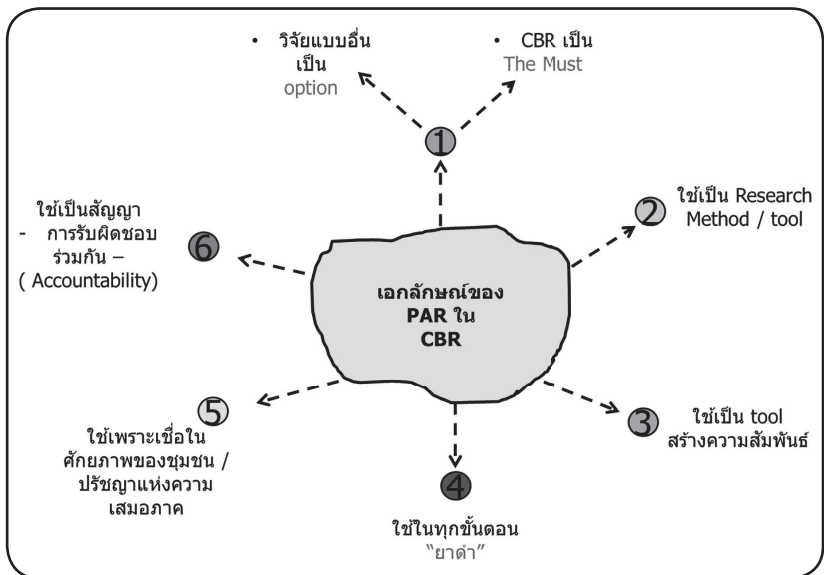 • วิจัยแบบอื่น
เป็น
option
• CBR เป็น
The Must
1
ใช้เป็น Research
Method / tool
2
ใช้เป็นสัญญา
- การรับผิดชอบ
ร่วมกัน –
( Accountability)
6
เอกลักษณ์ของ
PAR ใน
CBR
5
ใช้เพราะเชื่อใน
ศักยภาพของชุมชน /
ปรัชญาแห่งความ
เสมอภาค
3
ใช้เป็น tool
สร้างความสัมพันธ์
4
ใช้ในทุกขั้นตอน
“ยาดำ”